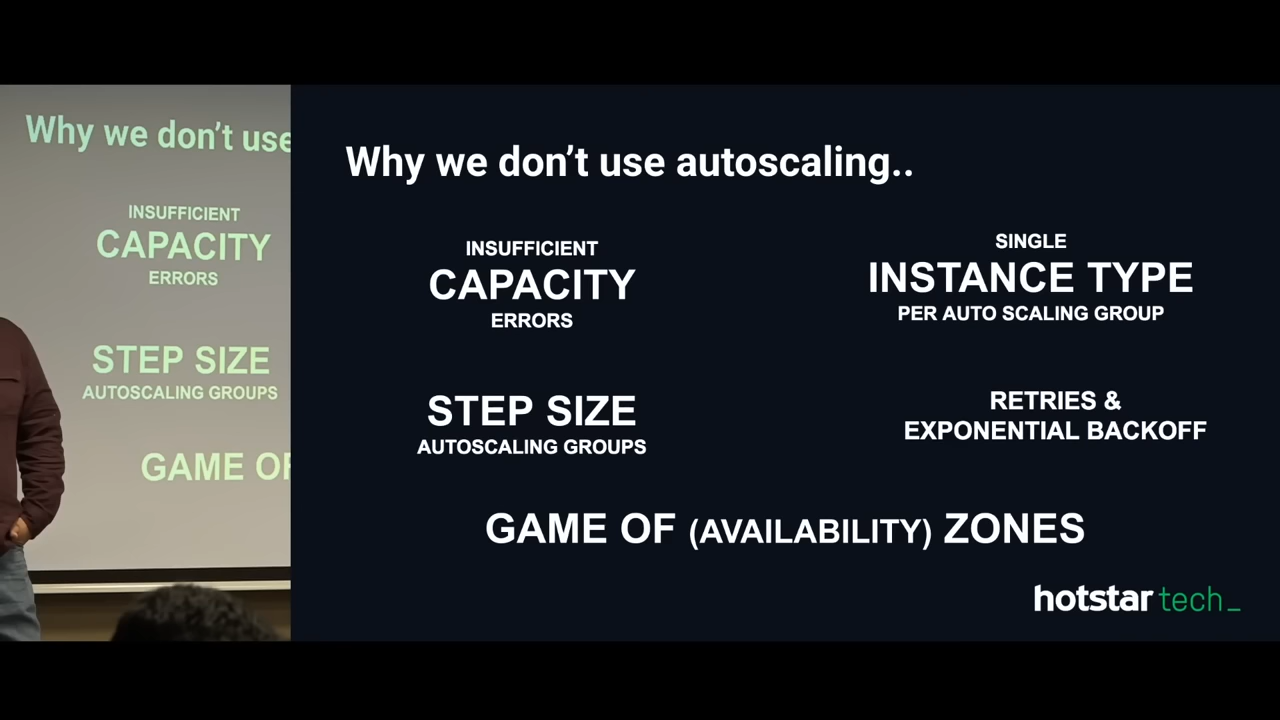 Why we don't use
INSUFFICIENT
CAPACITY
ERRORS
STEP SIZE
AUTOSCALING GROUPS
GAME OF
Why we don’t use autoscaling..
INSUFFICIENT
CAPACITY
ERRORS
SINGLE
INSTANCE TYPE
PER AUTO SCALING GROUP
STEP SIZE
AUTOSCALING GROUPS
RETRIES &
EXPONENTIAL BACKOFF
GAME OF (AVAILABILITY) ZONES
hotstar tech_